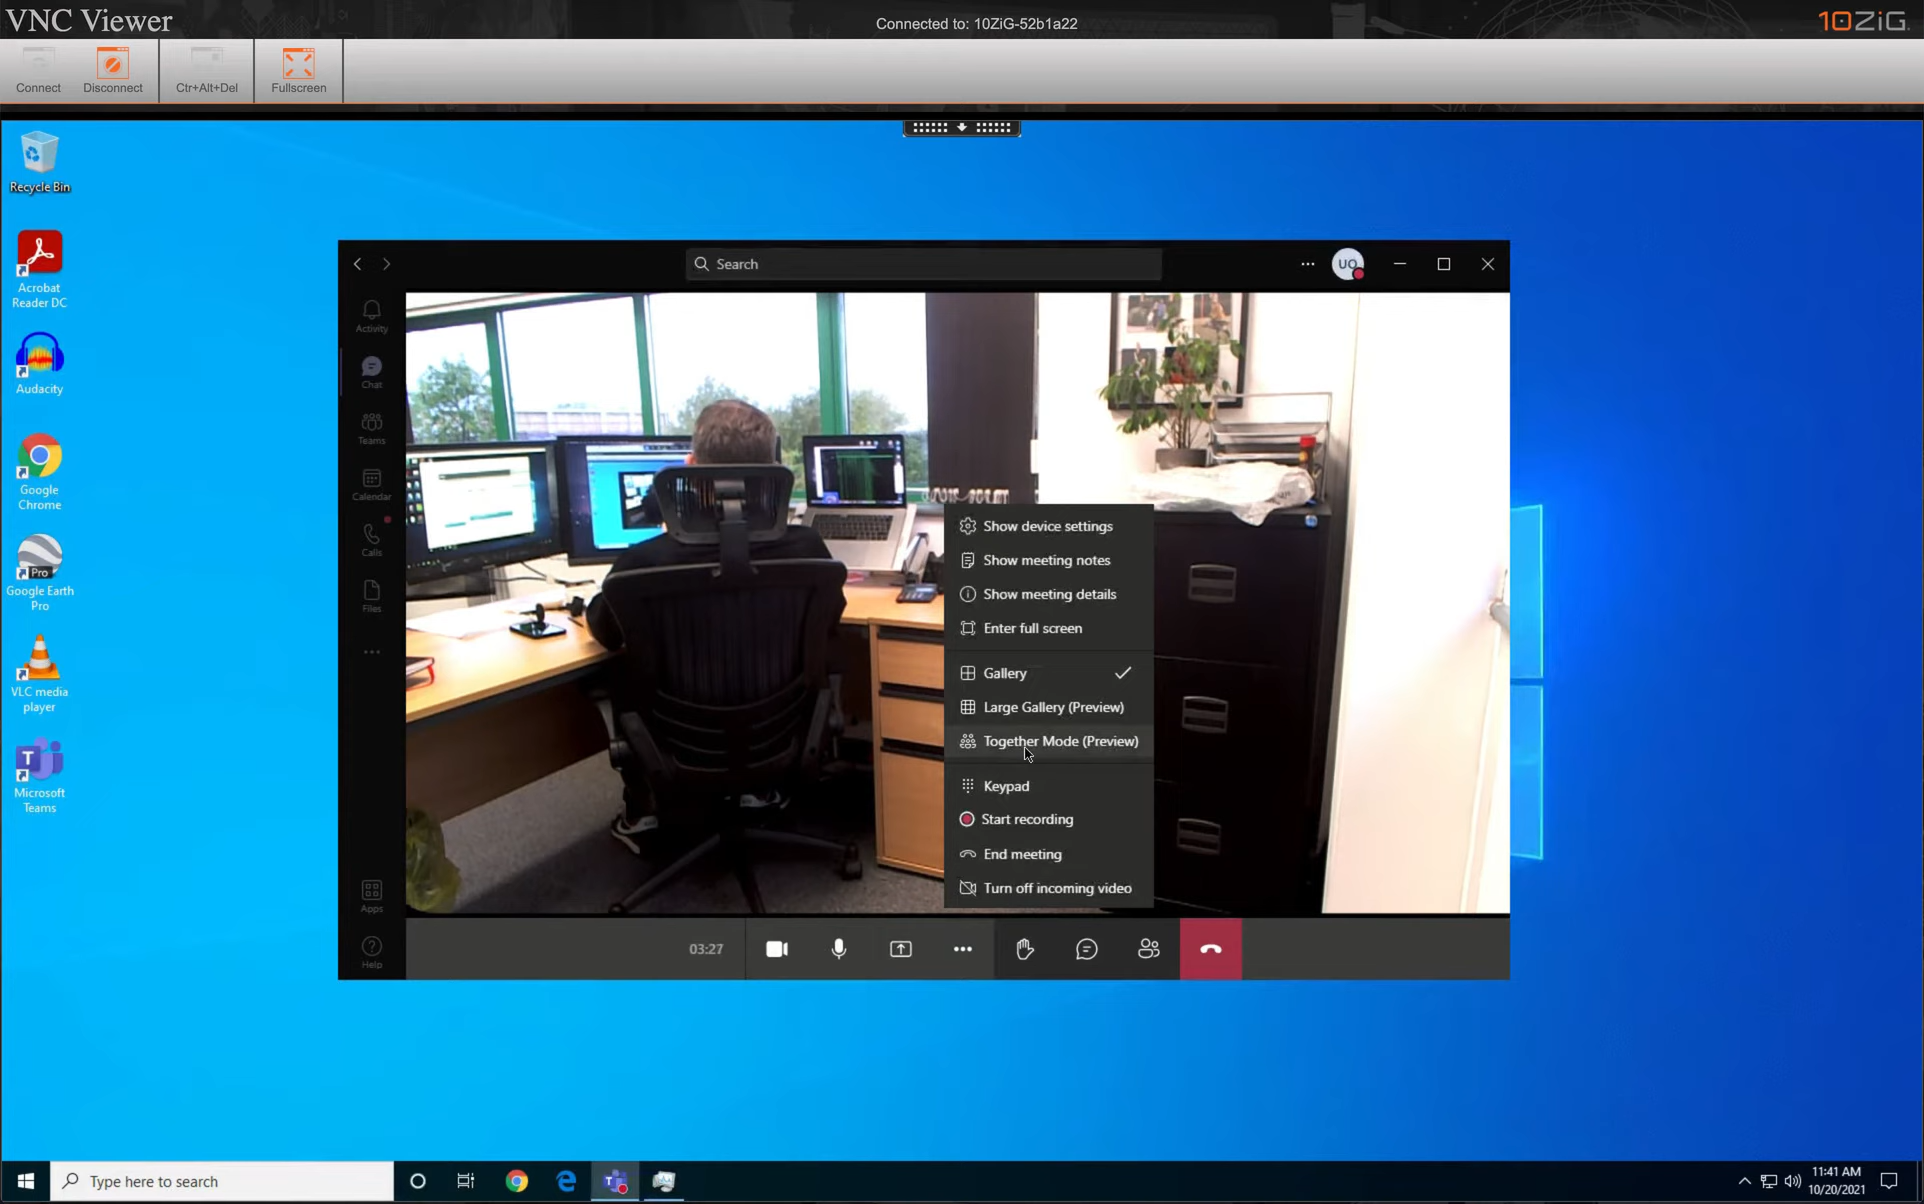 VNC Viewer
Connected to: 10ZiG-52b1a22
10ZiG
Connect
Disconnect
Ctr+Alt+Del
Fullscreen
Recycle Bin
Acrobat
Reader DC
Audacity
Google
Chrome
Pro
Google Earth
Pro
VLC media
player
T
Microsoft
Teams
Search
UO
Activity
Chat
Teams
Calendar
Calls
Files
Apps
Help
Show device settings
Show meeting notes
Show meeting details
Enter full screen
Gallery
Large Gallery (Preview)
Together Mode (Preview)
Keypad
Start recording
End meeting
Turn off incoming video
03:27
Type here to search
11:41 AM
10/20/2021